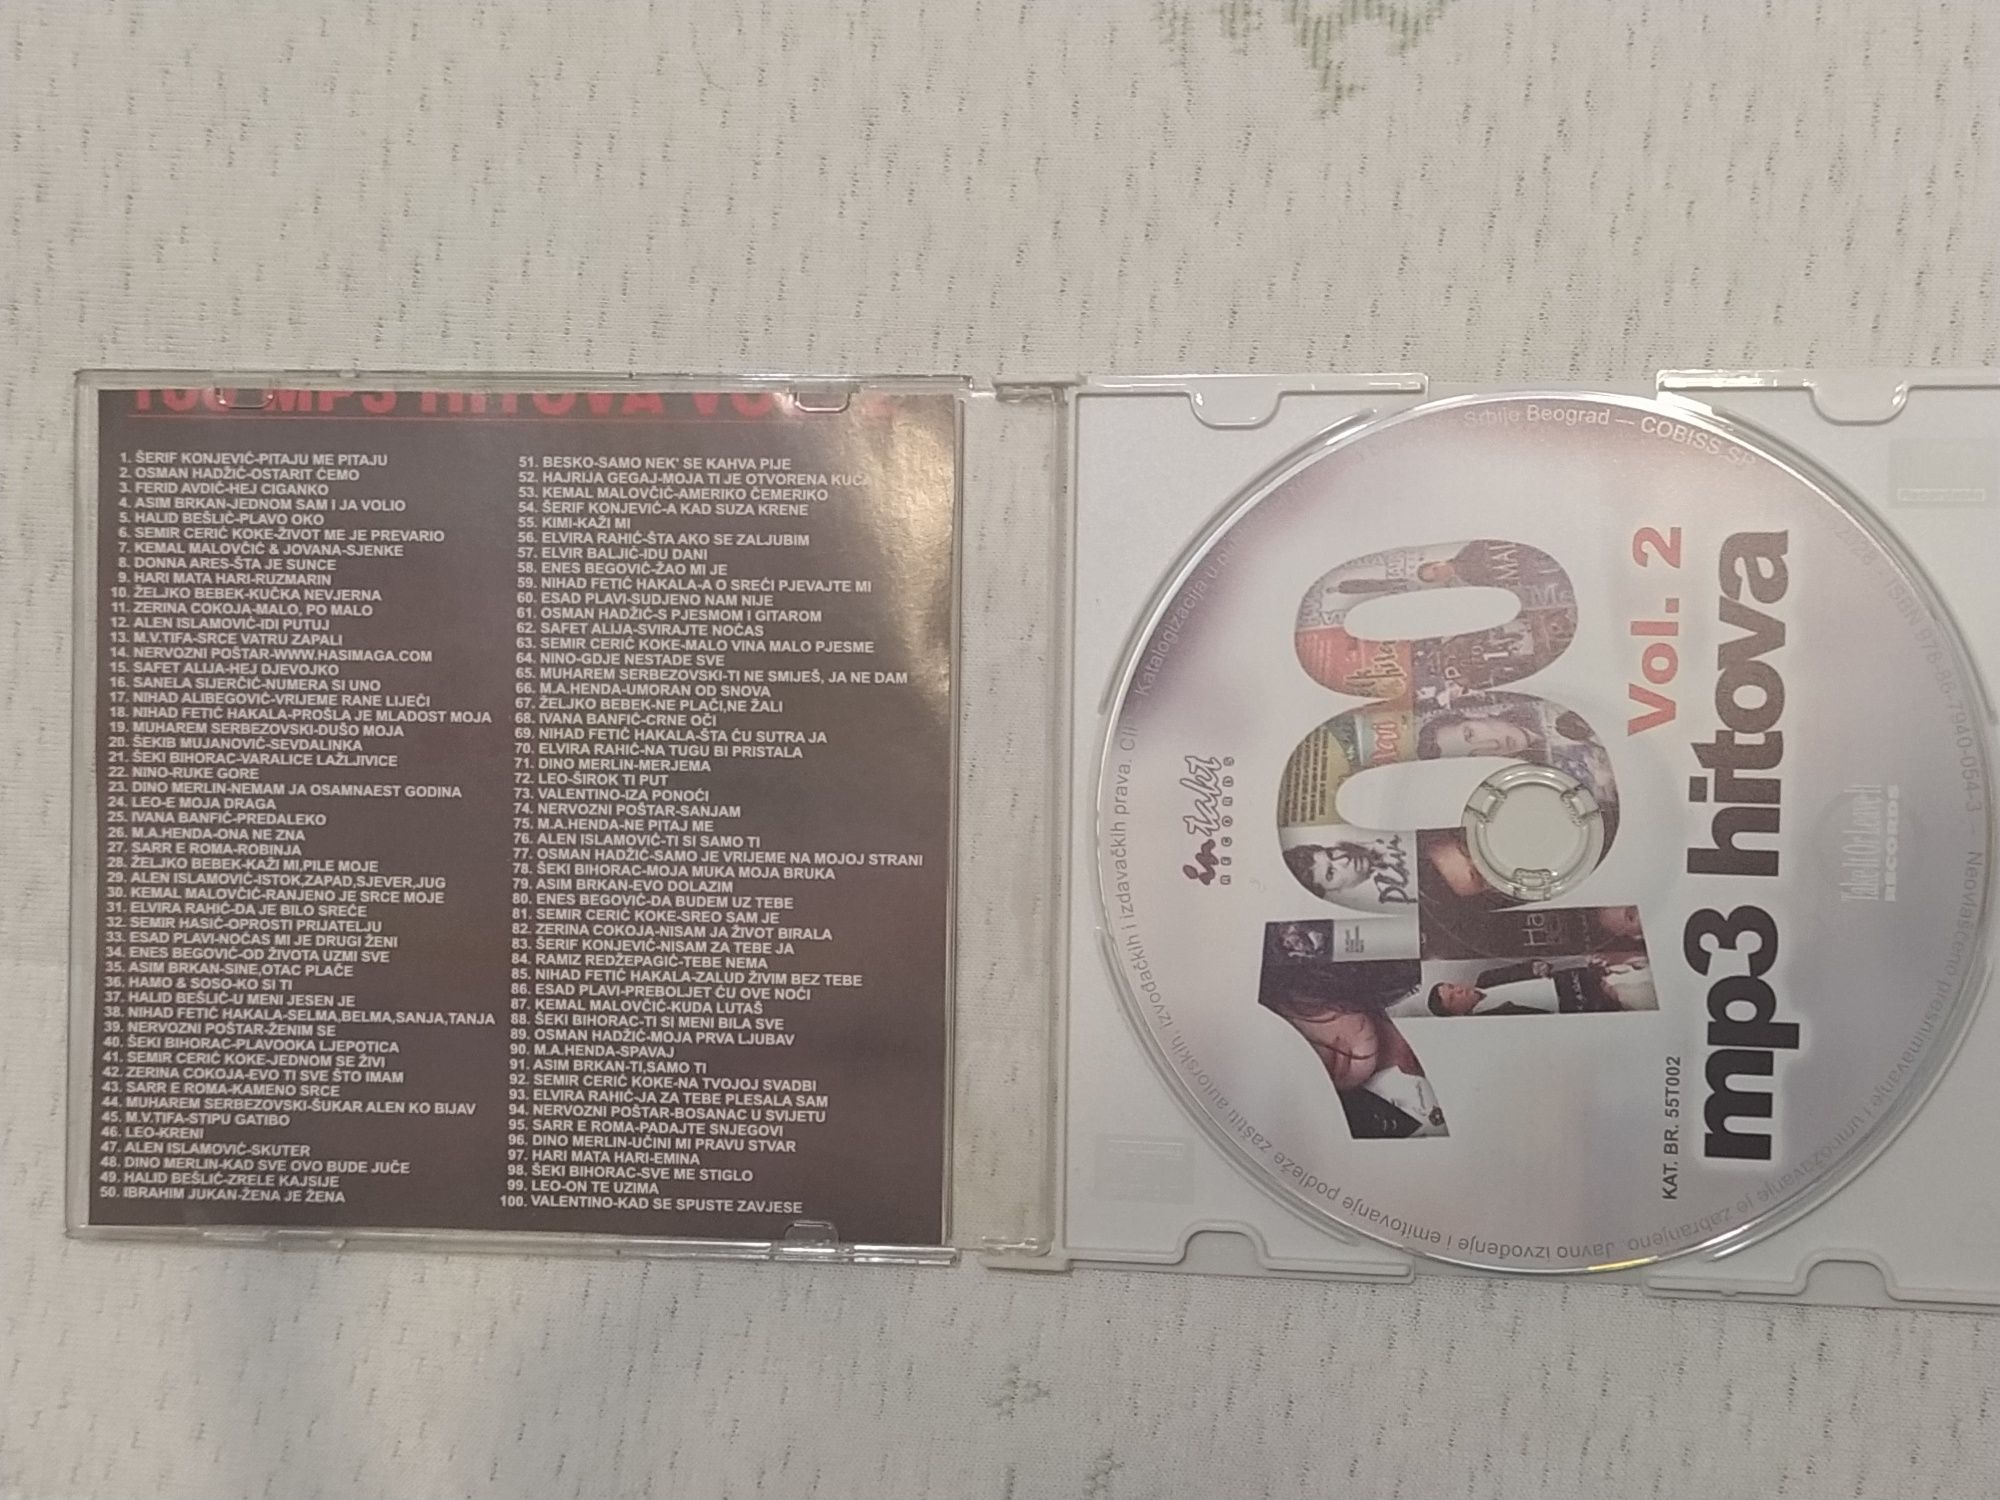 100 MP3 HITOVA VOL. 2
1. ŠERIF KONJEVIĆ-PITAJU ME PITAJU
2. OSMAN HADŽIĆ-OSTARIT ĆEMO
3. FERID AVDIĆ-HEJ CIGANKO
4. ASIM BRKAN-JEDNOM SAM I JA VOLIO
5. HALID BEŠLIĆ-PLAVO OKO
6. SEMIR CERIĆ KOKE-ŽIVOT ME JE PREVARIO
7. KEMAL MALOVČIĆ & JOVANA-SJENKE
8. DONNA ARES-ŠTA JE SUNCE
9. HARI MATA HARI-RUZMARIN
10. ŽELJKO BEBEK-KUČKA NEVJERNA
11. ZERINA COKOJA-MALO, PO MALO
12. ALEN ISLAMOVIĆ-IDI PUTUJ
13. M.V.TIFA-SRCE VATRU ZAPALI
14. NERVOZNI POŠTAR-WWW.HASIMAGA.COM
15. SAFET ALIJA-HEJ DJEVOJKO
16. SANELA SIJERČIĆ-NUMERA SI UNO
17. NIHAD ALIBEGOVIĆ-VRIJEME RANE LIJEČI
18. NIHAD FETIĆ HAKALA-PROŠLA JE MLADOST MOJA
19. MUHAREM SERBEZOVSKI-DUŠO MOJA
20. ŠEKIB MUJANOVIĆ-SEVDALINKA
21. ŠEKI BIHORAC-VARALICE LAŽLJIVICE
22. NINO-RUKE GORE
23. DINO MERLIN-NEMAM JA OSAMNAEST GODINA
24. LEO-E MOJA DRAGA
25. IVANA BANFIĆ-PREDALEKO
26. M.A.HENDA-ONA NE ZNA
27. SARR E ROMA-ROBINJA
28. ŽELJKO BEBEK-KAŽI MI,PILE MOJE
29. ALEN ISLAMOVIĆ-ISTOK,ZAPAD,SJEVER,JUG
30. KEMAL MALOVČIĆ-RANJENO JE SRCE MOJE
31. ELVIRA RAHIĆ-DA JE BILO SREĆE
32. SEMIR HASIĆ-OPROSTI PRIJATELJU
33. ESAD PLAVI-NOĆAS MI JE DRUGI ŽENI
34. ENES BEGOVIĆ-OD ŽIVOTA UZMI SVE
35. ASIM BRKAN-SINE,OTAC PLAČE
36. HAMO & SOSO-KO SI TI
37. HALID BEŠLIĆ-U MENI JESEN JE
38. NIHAD FETIĆ HAKALA-SELMA,BELMA,SANJA,TANJA
39. NERVOZNI POŠTAR-ŽENIM SE
40. ŠEKI BIHORAC-PLAVOOKA LJEPOTICA
41. SEMIR CERIĆ KOKE-JEDNOM SE ŽIVI
42. ZERINA COKOJA-EVO TI SVE ŠTO IMAM
43. SARR E ROMA-KAMENO SRCE
44. MUHAREM SERBEZOVSKI-ŠUKAR ALEN KO BIJAV
45. M.V.TIFA-STIPU GATIBO
46. LEO-KRENI
47. ALEN ISLAMOVIĆ-SKUTER
48. DINO MERLIN-KAD SVE OVO BUDE JUČE
49. HALID BEŠLIĆ-ZRELE KAJSIJE
50. IBRAHIM JUKAN-ŽENA JE ŽENA
51. BESKO-SAMO NEK' SE KAHVA PIJE
52. HAJRIJA GEGAJ-MOJA TI JE OTVORENA KUĆA
53. KEMAL MALOVČIĆ-AMERIKO ČEMERIKO
54. ŠERIF KONJEVIĆ-A KAD SUZA KRENE
55. KIMI-KAŽI MI
56. ELVIRA RAHIĆ-ŠTA AKO SE ZALJUBIM
57. ELVIR BALJIĆ-IDU DANI
58. ENES BEGOVIĆ-ŽAO MI JE
59. NIHAD FETIĆ HAKALA-A O SREĆI PJEVAJTE MI
60. ESAD PLAVI-SUDJENO NAM NIJE
61. OSMAN HADŽIĆ-S PJESMOM I GITAROM
62. SAFET ALIJA-SVIRAJTE NOĆAS
63. SEMIR CERIĆ KOKE-MALO VINA MALO PJESME
64. NINO-GDJE NESTADE SVE
65. MUHAREM SERBEZOVSKI-TI NE SMIJEŠ, JA NE DAM
66. M.A.HENDA-UMORAN OD SNOVA
67. ŽELJKO BEBEK-NE PLAČI,NE ŽALI
68. IVANA BANFIĆ-CRNE OČI
69. NIHAD FETIĆ HAKALA-ŠTA ĆU SUTRA JA
70. ELVIRA RAHIĆ-NA TUGU BI PRISTALA
71. DINO MERLIN-MERJEMA
72. LEO-ŠIROK TI PUT
73. VALENTINO-IZA PONOĆI
74. NERVOZNI POŠTAR-SANJAM
75. M.A.HENDA-NE PITAJ ME
76. ALEN ISLAMOVIĆ-TI SI SAMO TI
77. OSMAN HADŽIĆ-SAMO JE VRIJEME NA MOJOJ STRANI
78. ŠEKI BIHORAC-MOJA MUKA MOJA BRUKA
79. ASIM BRKAN-EVO DOLAZIM
80. ENES BEGOVIĆ-DA BUDEM UZ TEBE
81. SEMIR CERIĆ KOKE-SREO SAM JE
82. ZERINA COKOJA-NISAM JA ŽIVOT BIRALA
83. ŠERIF KONJEVIĆ-NISAM ZA TEBE JA
84. RAMIZ REDŽEPAGIĆ-TEBE NEMA
85. NIHAD FETIĆ HAKALA-ZALUD ŽIVIM BEZ TEBE
86. ESAD PLAVI-PREBOLJET ĆU OVE NOĆI
87. KEMAL MALOVČIĆ-KUDA LUTAŠ
88. ŠEKI BIHORAC-TI SI MENI BILA SVE
89. OSMAN HADŽIĆ-MOJA PRVA LJUBAV
90. M.A.HENDA-SPAVAJ
91. ASIM BRKAN-TI,SAMO TI
92. SEMIR CERIĆ KOKE-NA TVOJOJ SVADBI
93. ELVIRA RAHIĆ-JA ZA TEBE PLESALA SAM
94. NERVOZNI POŠTAR-BOSANAC U SVIJETU
95. SARR E ROMA-PADAJTE SNJEGOVI
96. DINO MERLIN-UČINI MI PRAVU STVAR
97. HARI MATA HARI-EMINA
98. ŠEKI BIHORAC-SVE ME STIGLO
99. LEO-ON TE UZIMA
100. VALENTINO-KAD SE SPUSTE ZAVJESE
in takt
RECORDS
100
Vol. 2
mp3 hitova
KAT. BR. 55T002
Take It Or Leave It
RECORDS
Srbije Beograd — COBISS.SR
ISBN 978-86-7940-054-3 – Neovlašćeno presnimavanje, umnožavanje i uvoz je zabranjeno. Javno izvođenje i emitovanje podleže zaštiti autorskih, izvođačkih i izdavačkih prava. CIP Katalogizacija u